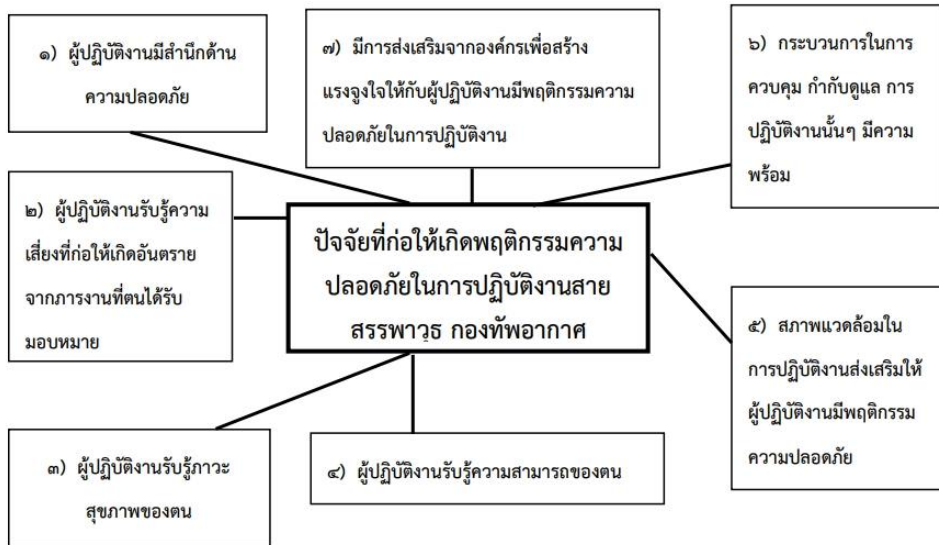 ๑) ผู้ปฏิบัติงานมีสำนึกด้าน
ความปลอดภัย
๗) มีการส่งเสริมจากองค์กรเพื่อสร้าง
แรงจูงใจให้กับผู้ปฏิบัติงานมีพฤติกรรมความ
ปลอดภัยในการปฏิบัติงาน
๖) กระบวนการในการ
ควบคุม กำกับดูแล การ
ปฏิบัติงานนั้นๆ มีความ
พร้อม
๒) ผู้ปฏิบัติงานรับรู้ความ
เสี่ยงที่ก่อให้เกิดอันตราย
จากภารงานที่ตนได้รับ
มอบหมาย
ปัจจัยที่ก่อให้เกิดพฤติกรรมความ
ปลอดภัยในการปฏิบัติงานสาย
สรรพาวุธ กองทัพอากาศ
๕) สภาพแวดล้อมใน
การปฏิบัติงานส่งเสริมให้
ผู้ปฏิบัติงานมีพฤติกรรม
ความปลอดภัย
๓) ผู้ปฏิบัติงานรับรู้ภาวะ
สุขภาพของตน
๔) ผู้ปฏิบัติงานรับรู้ความสามารถของตน